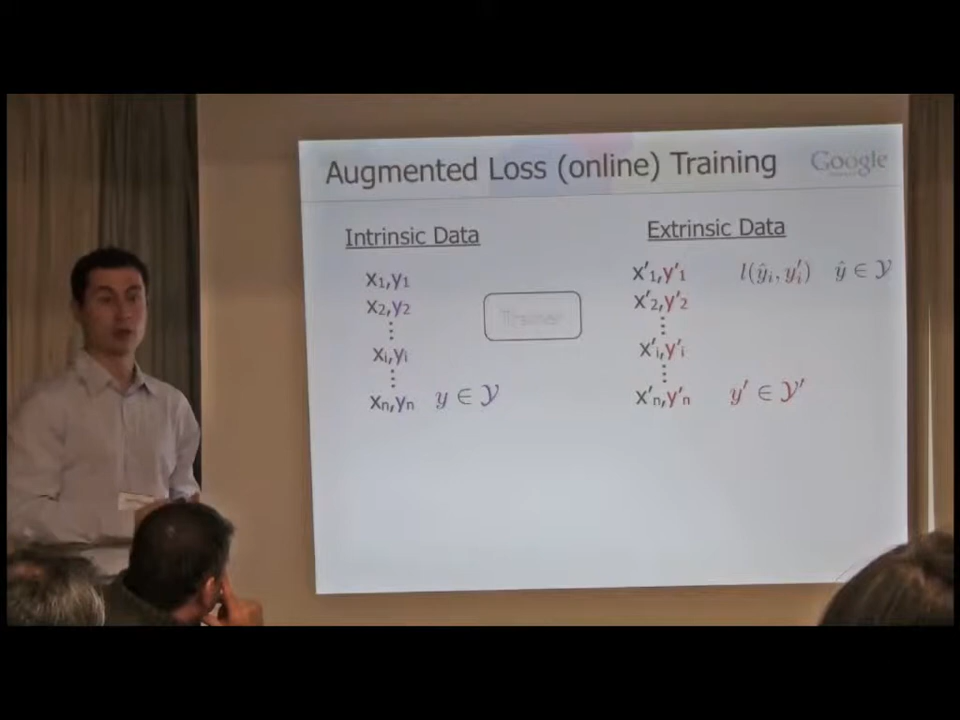 Augmented Loss (online) Training
Google
Intrinsic Data
x₁,y₁
x₂,y₂
⋮
xᵢ,yᵢ
⋮
xₙ,yₙ y ∈ 𝒴
Trainer
Extrinsic Data
x'₁,y'₁ l(ŷᵢ, y'ᵢ) ŷ ∈ 𝒴
x'₂,y'₂
⋮
x'ᵢ,y'ᵢ
⋮
x'ₙ,y'ₙ y' ∈ 𝒴'